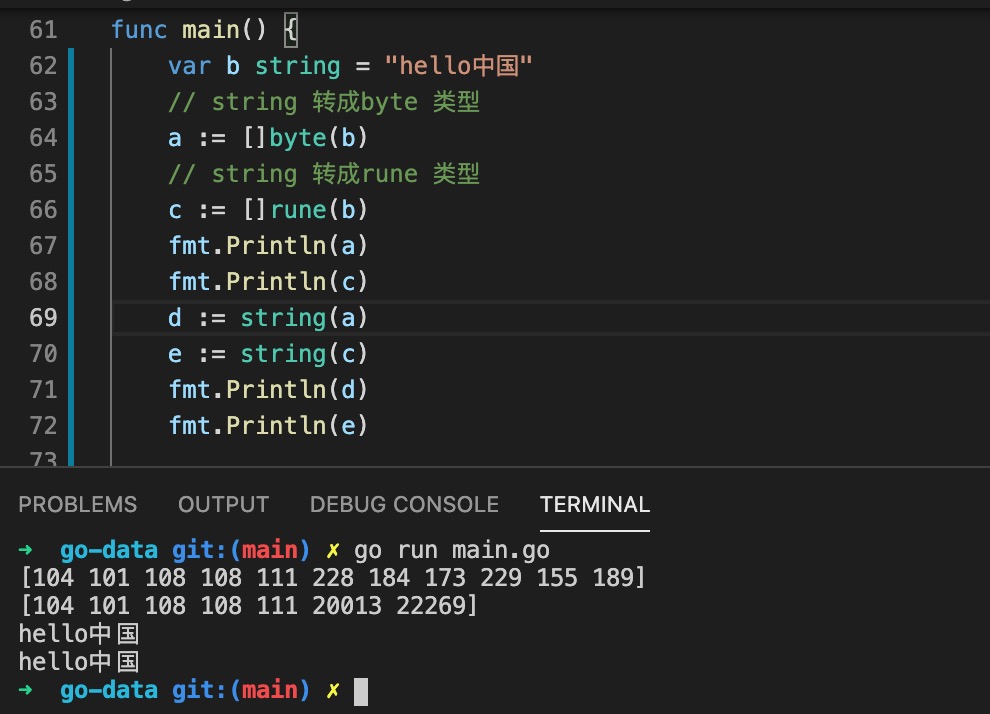 61 func main() {
62 var b string = "hello中国"
63 // string 转成byte 类型
64 a := []byte(b)
65 // string 转成rune 类型
66 c := []rune(b)
67 fmt.Println(a)
68 fmt.Println(c)
69 d := string(a)
70 e := string(c)
71 fmt.Println(d)
72 fmt.Println(e)
73
PROBLEMS OUTPUT DEBUG CONSOLE TERMINAL
→ go-data git:(main) ✗ go run main.go
[104 101 108 108 111 228 184 173 229 155 189]
[104 101 108 108 111 20013 22269]
hello中国
hello中国
→ go-data git:(main) ✗